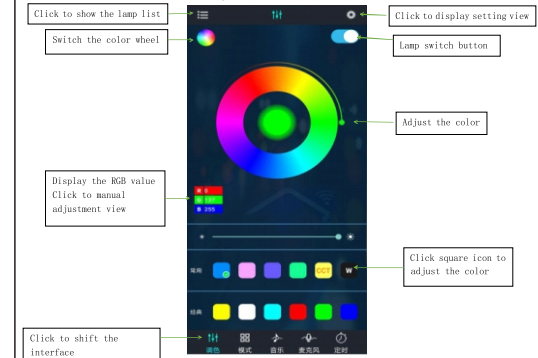 Click to show the lamp list
Click to display setting view
Switch the color wheel
Lamp switch button
Adjust the color
R 0
G 137
B 255
Display the RGB value
Click to manual
adjustment view
Click square icon to
adjust the color
常用
CCT
W
经典
Click to shift the
interface
调色
模式
音乐
麦克风
定时